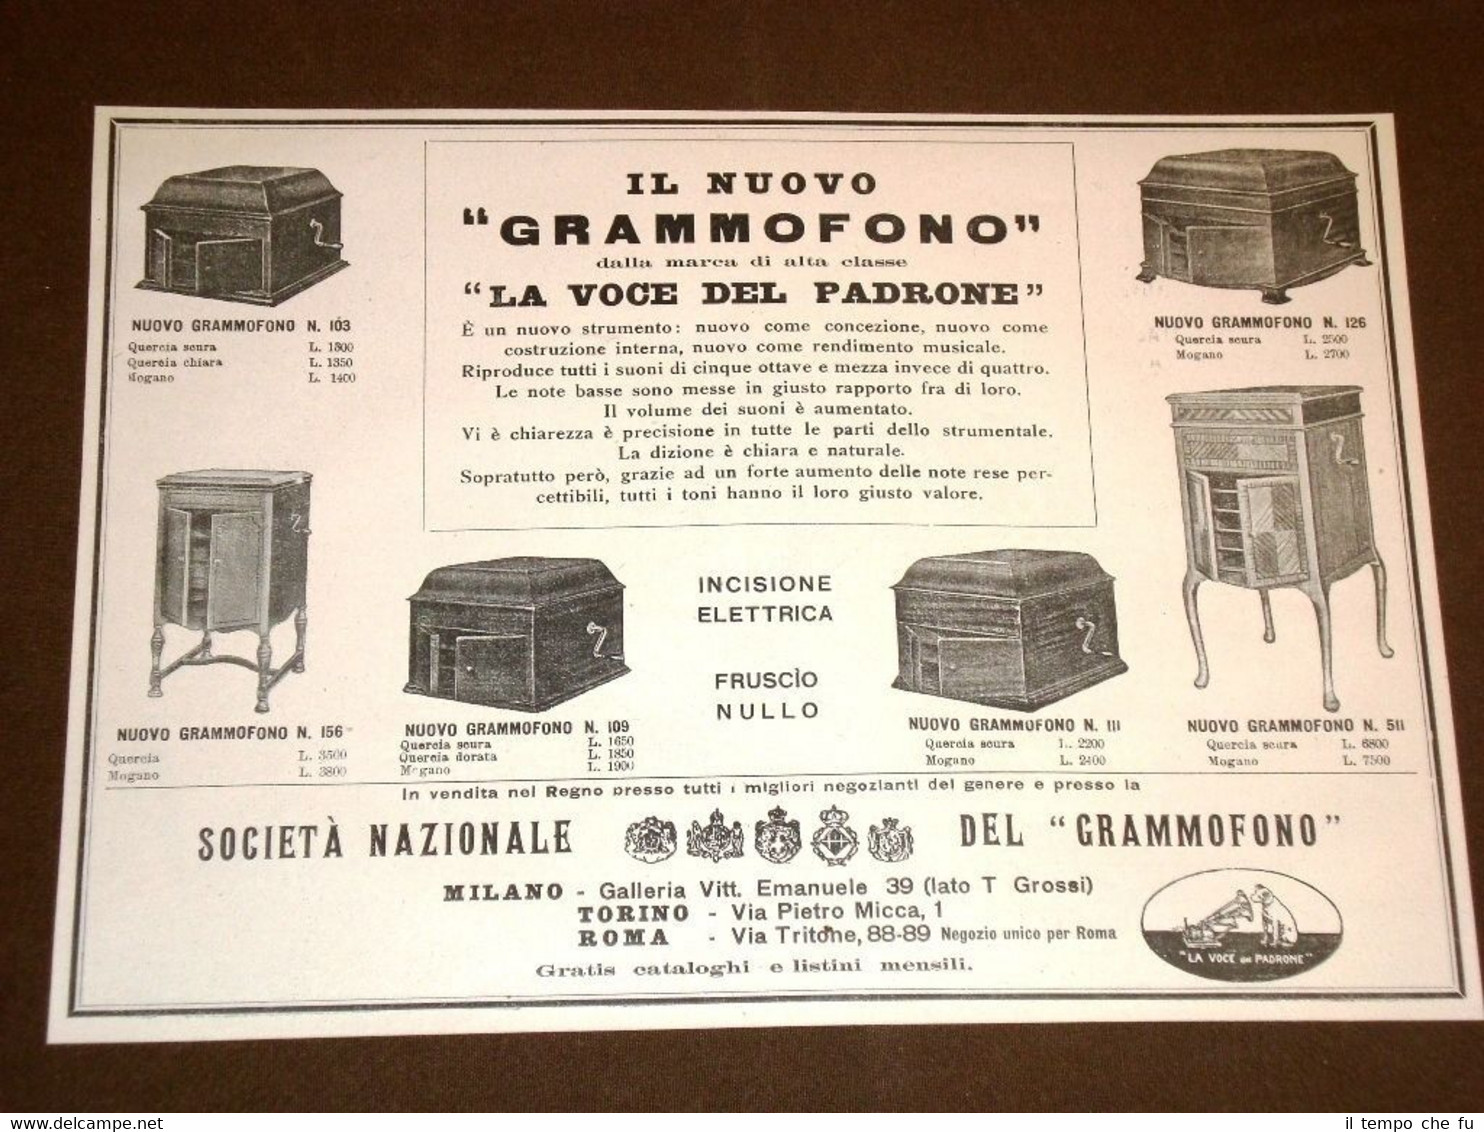 IL NUOVO
"GRAMMOFONO"
dalla marca di alta classe
"LA VOCE DEL PADRONE"
È un nuovo strumento: nuovo come concezione, nuovo come
costruzione interna, nuovo come rendimento musicale.
Riproduce tutti i suoni di cinque ottave e mezza invece di quattro.
Le note basse sono messe in giusto rapporto fra di loro.
Il volume dei suoni è aumentato.
Vi è chiarezza è precisione in tutte le parti dello strumentale.
La dizione è chiara e naturale.
Sopratutto però, grazie ad un forte aumento delle note rese per-
cettibili, tutti i toni hanno il loro giusto valore.
NUOVO GRAMMOFONO N. 103
Quercia scura L. 1300
Quercia chiara L. 1350
Mogano L. 1400
NUOVO GRAMMOFONO N. 126
Quercia scura L. 2500
Mogano L. 2700
NUOVO GRAMMOFONO N. 156
Quercia L. 3500
Mogano L. 3800
NUOVO GRAMMOFONO N. 109
Quercia scura L. 1650
Quercia dorata L. 1850
Mogano L. 1900
INCISIONE
ELETTRICA
FRUSCÌO
NULLO
NUOVO GRAMMOFONO N. 111
Quercia scura L. 2200
Mogano L. 2400
NUOVO GRAMMOFONO N. 511
Quercia scura L. 6800
Mogano L. 7500
In vendita nel Regno presso tutti i migliori negozianti del genere e presso la
SOCIETÀ NAZIONALE DEL "GRAMMOFONO"
MILANO - Galleria Vitt. Emanuele 39 (lato T Grossi)
TORINO - Via Pietro Micca, 1
ROMA - Via Tritone, 88-89 Negozio unico per Roma
Gratis cataloghi e listini mensili.
"LA VOCE DEL PADRONE"
www.maremagnum.com
il tempo che fu